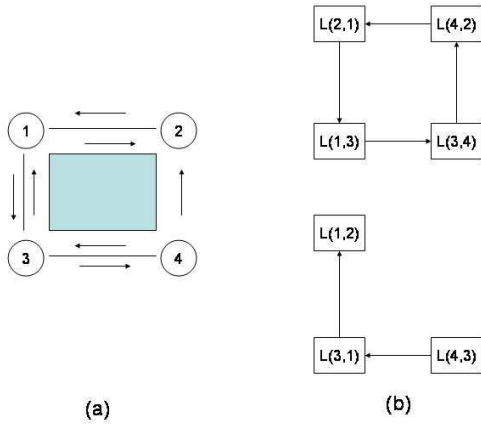 L(2,1) L(4,2)
1 2
L(1,3) L(3,4)
L(1,2)
3 4
L(3,1) L(4,3)
(a) (b)